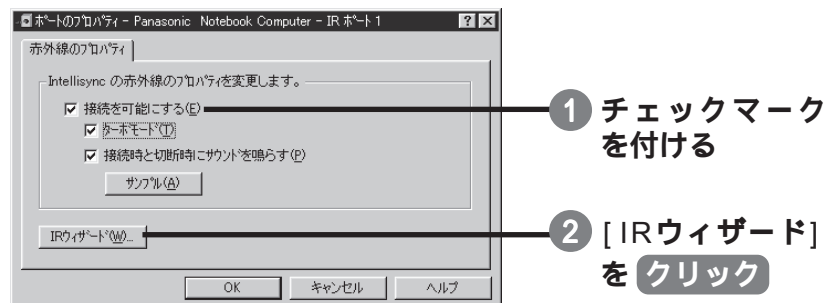 ﾎﾟｰﾄのﾌﾟﾛﾊﾟﾃｨ - Panasonic Notebook Computer - IR ﾎﾟｰﾄ 1
赤外線のﾌﾟﾛﾊﾟﾃｨ
Intellisync の赤外線のﾌﾟﾛﾊﾟﾃｨを変更します。
接続を可能にする(E)
ﾀｰﾎﾞﾓｰﾄﾞ(T)
接続時と切断時にｻｳﾝﾄﾞを鳴らす(P)
ｻﾝﾌﾟﾙ(A)
IRｳｨｻﾞｰﾄﾞ(W)...
OK
ｷｬﾝｾﾙ
ﾍﾙﾌﾟ
1 チェックマーク
を付ける
2 [IRウィザード]
を クリック